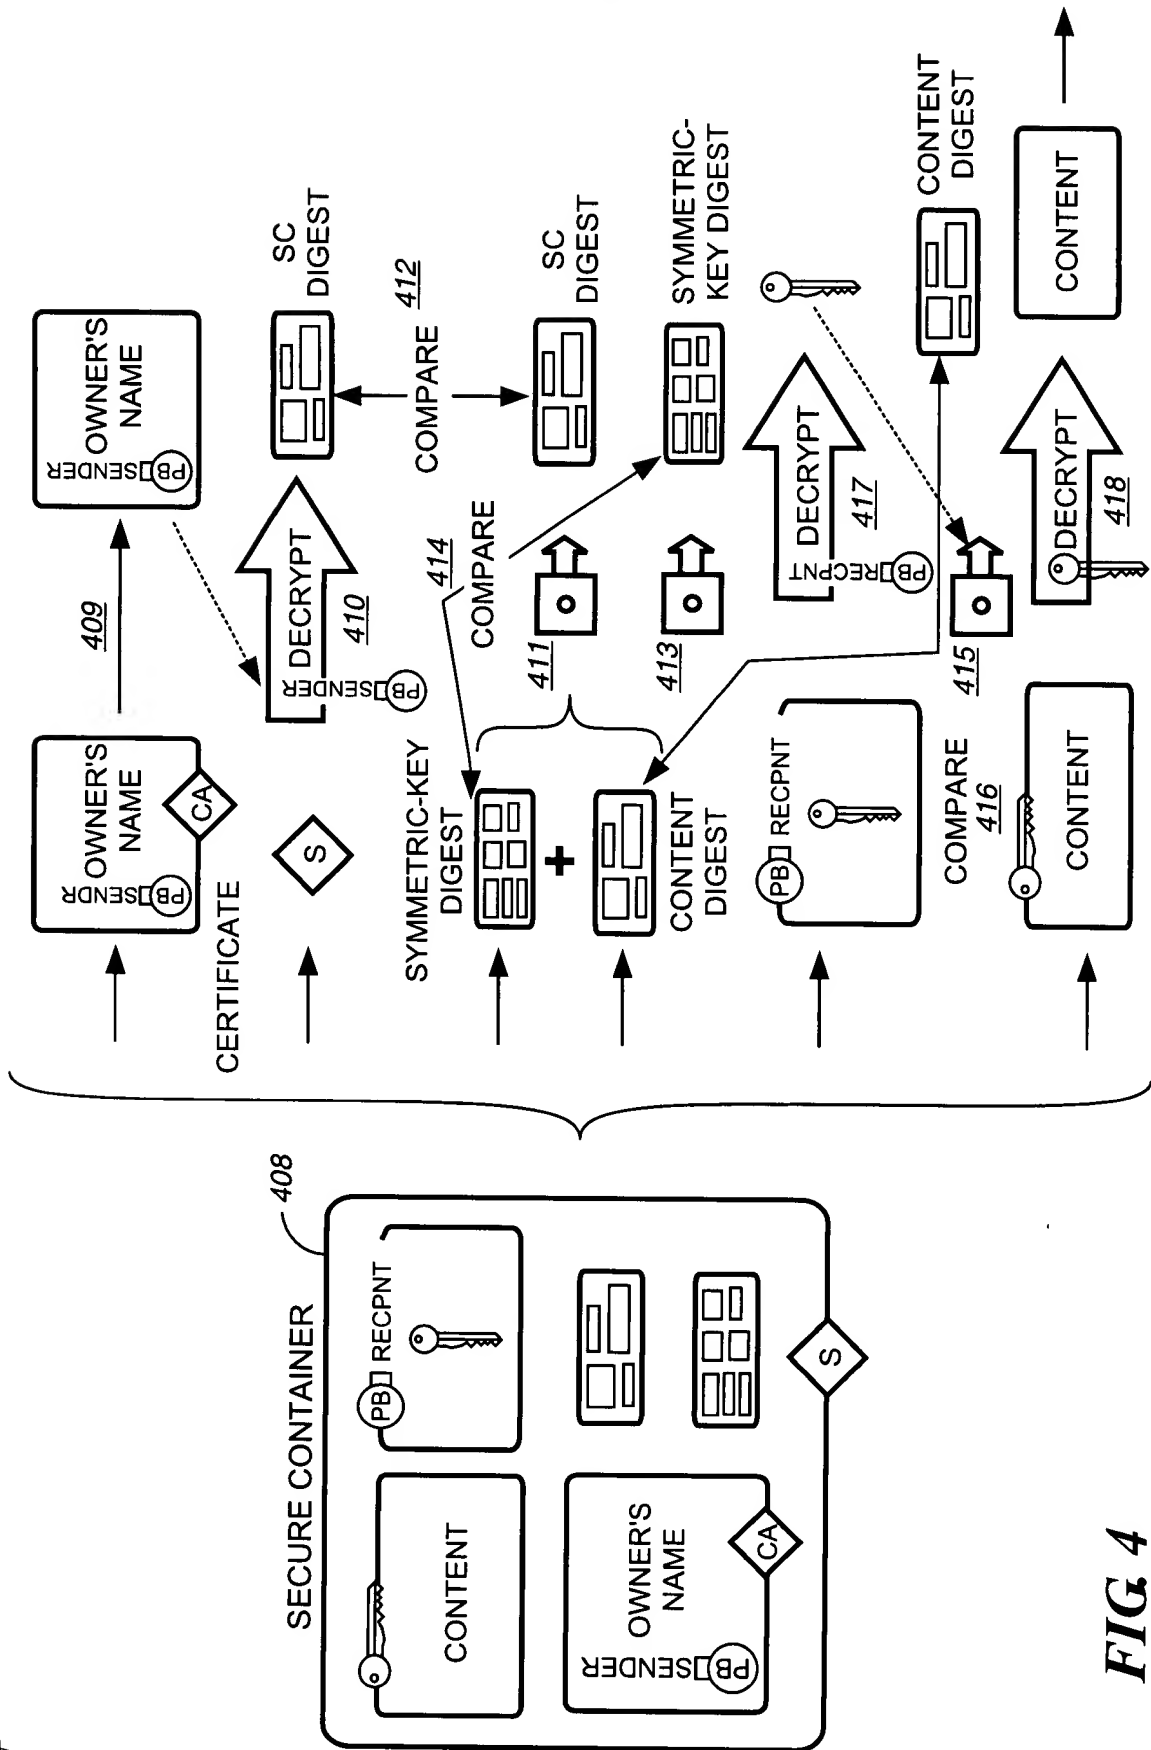 SECURE CONTAINER
408
CONTENT
PB RECPNT
OWNER'S
NAME
PB SENDER
CA
S
OWNER'S
NAME
PB SENDR
CA
CERTIFICATE
409
OWNER'S
NAME
PB SENDER
S
DECRYPT
PB SENDER
410
SC
DIGEST
COMPARE
412
SYMMETRIC-KEY
DIGEST
+
CONTENT
DIGEST
414
COMPARE
411
SC
DIGEST
413
SYMMETRIC-
KEY DIGEST
PB RECPNT
DECRYPT
PB RECPNT
417
COMPARE
416
415
CONTENT
DIGEST
CONTENT
DECRYPT
418
CONTENT
FIG. 4